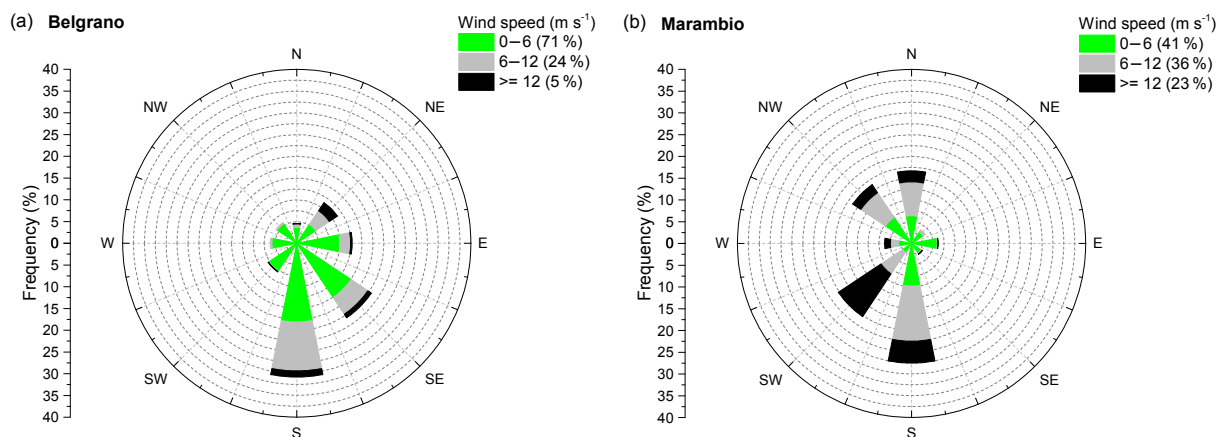 (a) Belgrano
Wind speed (m s⁻¹)
0–6 (71 %)
6–12 (24 %)
>= 12 (5 %)
Frequency (%)
40
35
30
25
20
15
10
5
0
5
10
15
20
25
30
35
40
N
NE
E
SE
S
SW
W
NW
(b) Marambio
Wind speed (m s⁻¹)
0–6 (41 %)
6–12 (36 %)
>= 12 (23 %)
Frequency (%)
40
35
30
25
20
15
10
5
0
5
10
15
20
25
30
35
40
N
NE
E
SE
S
SW
W
NW